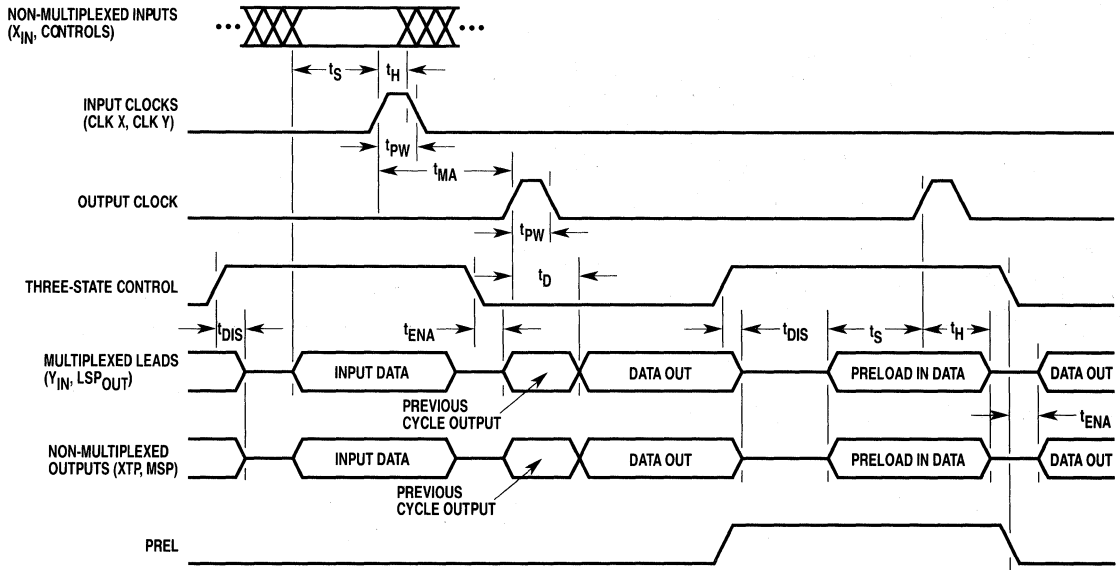 NON-MULTIPLEXED INPUTS
(XIN, CONTROLS)
tS
tH
INPUT CLOCKS
(CLK X, CLK Y)
tPW
tMA
OUTPUT CLOCK
tPW
tD
THREE-STATE CONTROL
tDIS
tENA
tDIS
tS
tH
MULTIPLEXED LEADS
(YIN, LSPOUT)
INPUT DATA
DATA OUT
PRELOAD IN DATA
DATA OUT
PREVIOUS
CYCLE OUTPUT
tENA
NON-MULTIPLEXED
OUTPUTS (XTP, MSP)
INPUT DATA
DATA OUT
PRELOAD IN DATA
DATA OUT
PREVIOUS
CYCLE OUTPUT
PREL